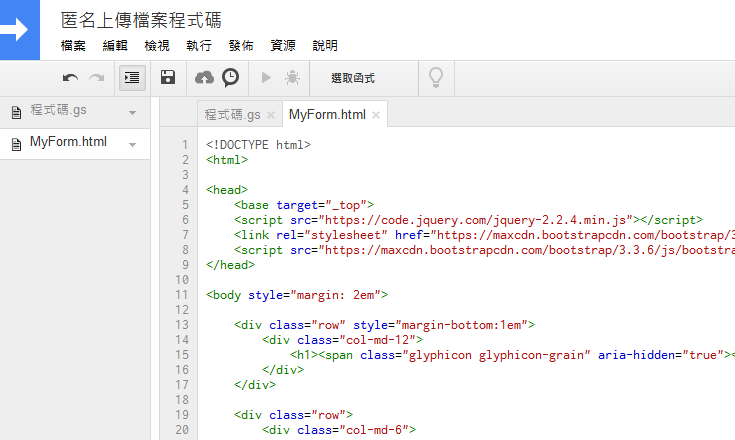 匿名上傳檔案程式碼
檔案 編輯 檢視 執行 發佈 資源 說明
選取函式
程式碼.gs
MyForm.html
程式碼.gs × MyForm.html ×
1 <!DOCTYPE html>
2 <html>
3
4 <head>
5 <base target="_top">
6 <script src="https://code.jquery.com/jquery-2.2.4.min.js"></script>
7 <link rel="stylesheet" href="https://maxcdn.bootstrapcdn.com/bootstrap/3
8 <script src="https://maxcdn.bootstrapcdn.com/bootstrap/3.3.6/js/bootstra
9 </head>
10
11 <body style="margin: 2em">
12
13 <div class="row" style="margin-bottom:1em">
14 <div class="col-md-12">
15 <h1><span class="glyphicon glyphicon-grain" aria-hidden="true"><
16 </div>
17 </div>
18
19 <div class="row">
20 <div class="col-md-6">